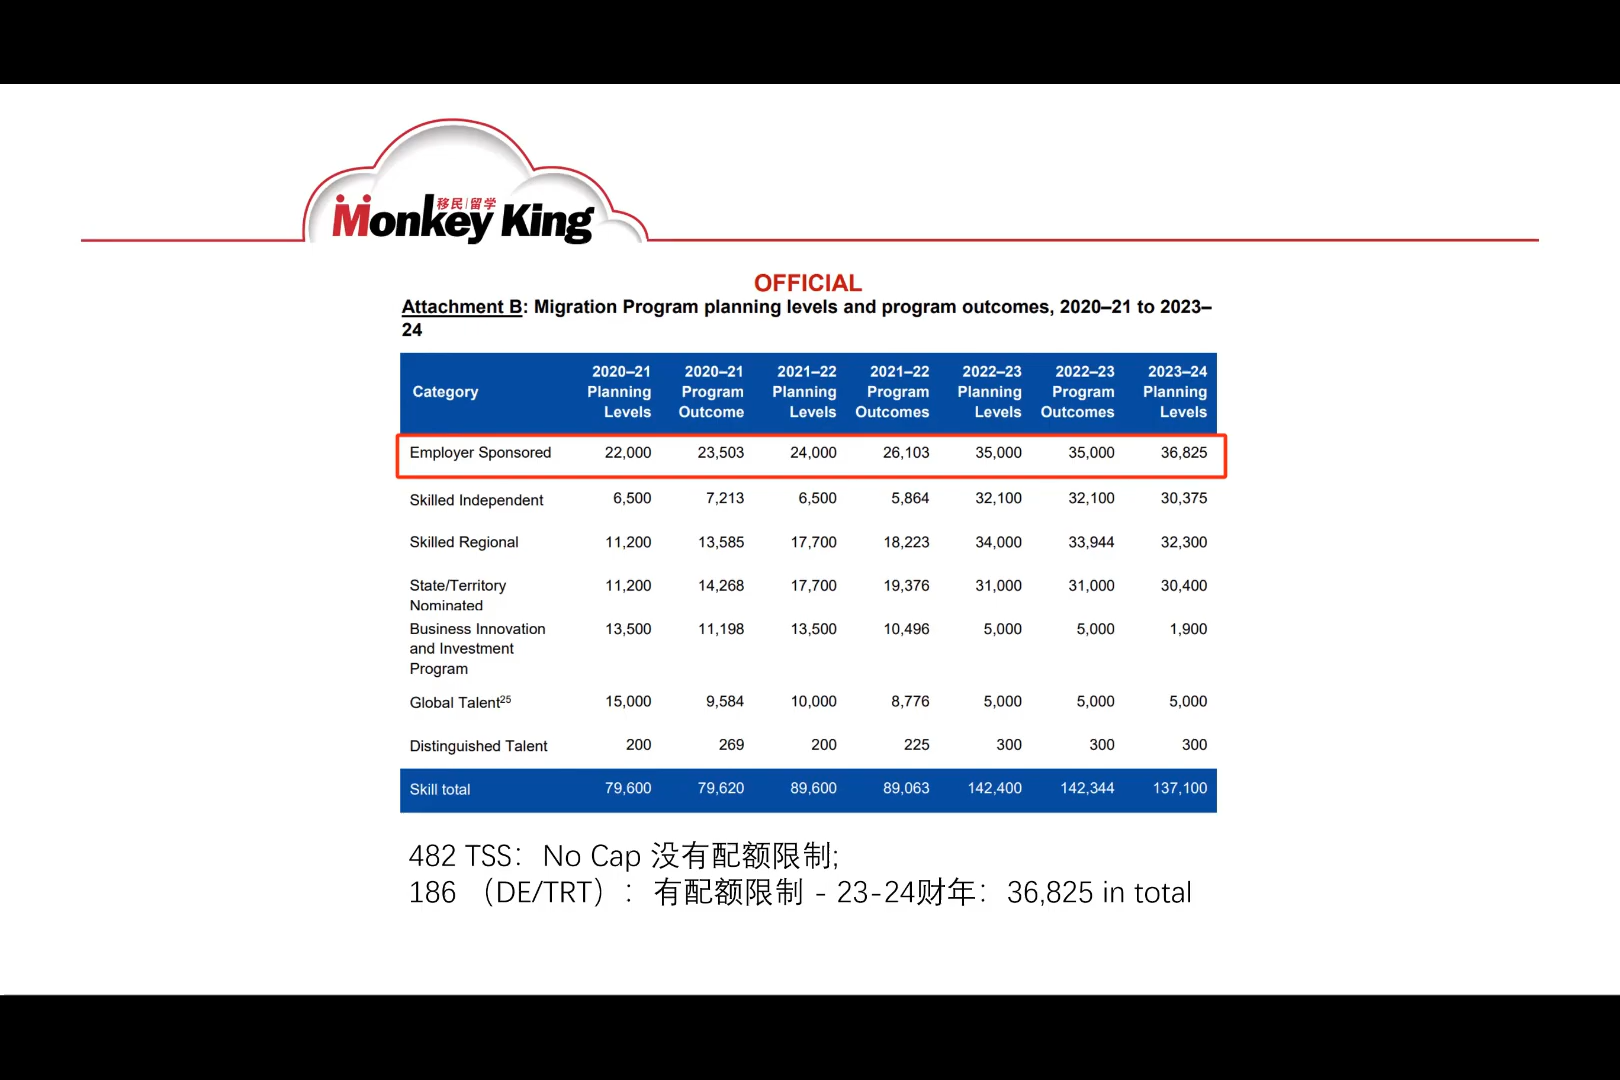 移民|留学
Monkey King
OFFICIAL
Attachment B: Migration Program planning levels and program outcomes, 2020–21 to 2023–
24
Category 2020–21 Planning Levels 2020–21 Program Outcome 2021–22 Planning Levels 2021–22 Program Outcomes 2022–23 Planning Levels 2022–23 Program Outcomes 2023–24 Planning Levels
Employer Sponsored 22,000 23,503 24,000 26,103 35,000 35,000 36,825
Skilled Independent 6,500 7,213 6,500 5,864 32,100 32,100 30,375
Skilled Regional 11,200 13,585 17,700 18,223 34,000 33,944 32,300
State/Territory Nominated 11,200 14,268 17,700 19,376 31,000 31,000 30,400
Business Innovation and Investment Program 13,500 11,198 13,500 10,496 5,000 5,000 1,900
Global Talent25 15,000 9,584 10,000 8,776 5,000 5,000 5,000
Distinguished Talent 200 269 200 225 300 300 300
Skill total 79,600 79,620 89,600 89,063 142,400 142,344 137,100
482 TSS：No Cap 没有配额限制;
186 （DE/TRT）：有配额限制 - 23-24财年：36,825 in total